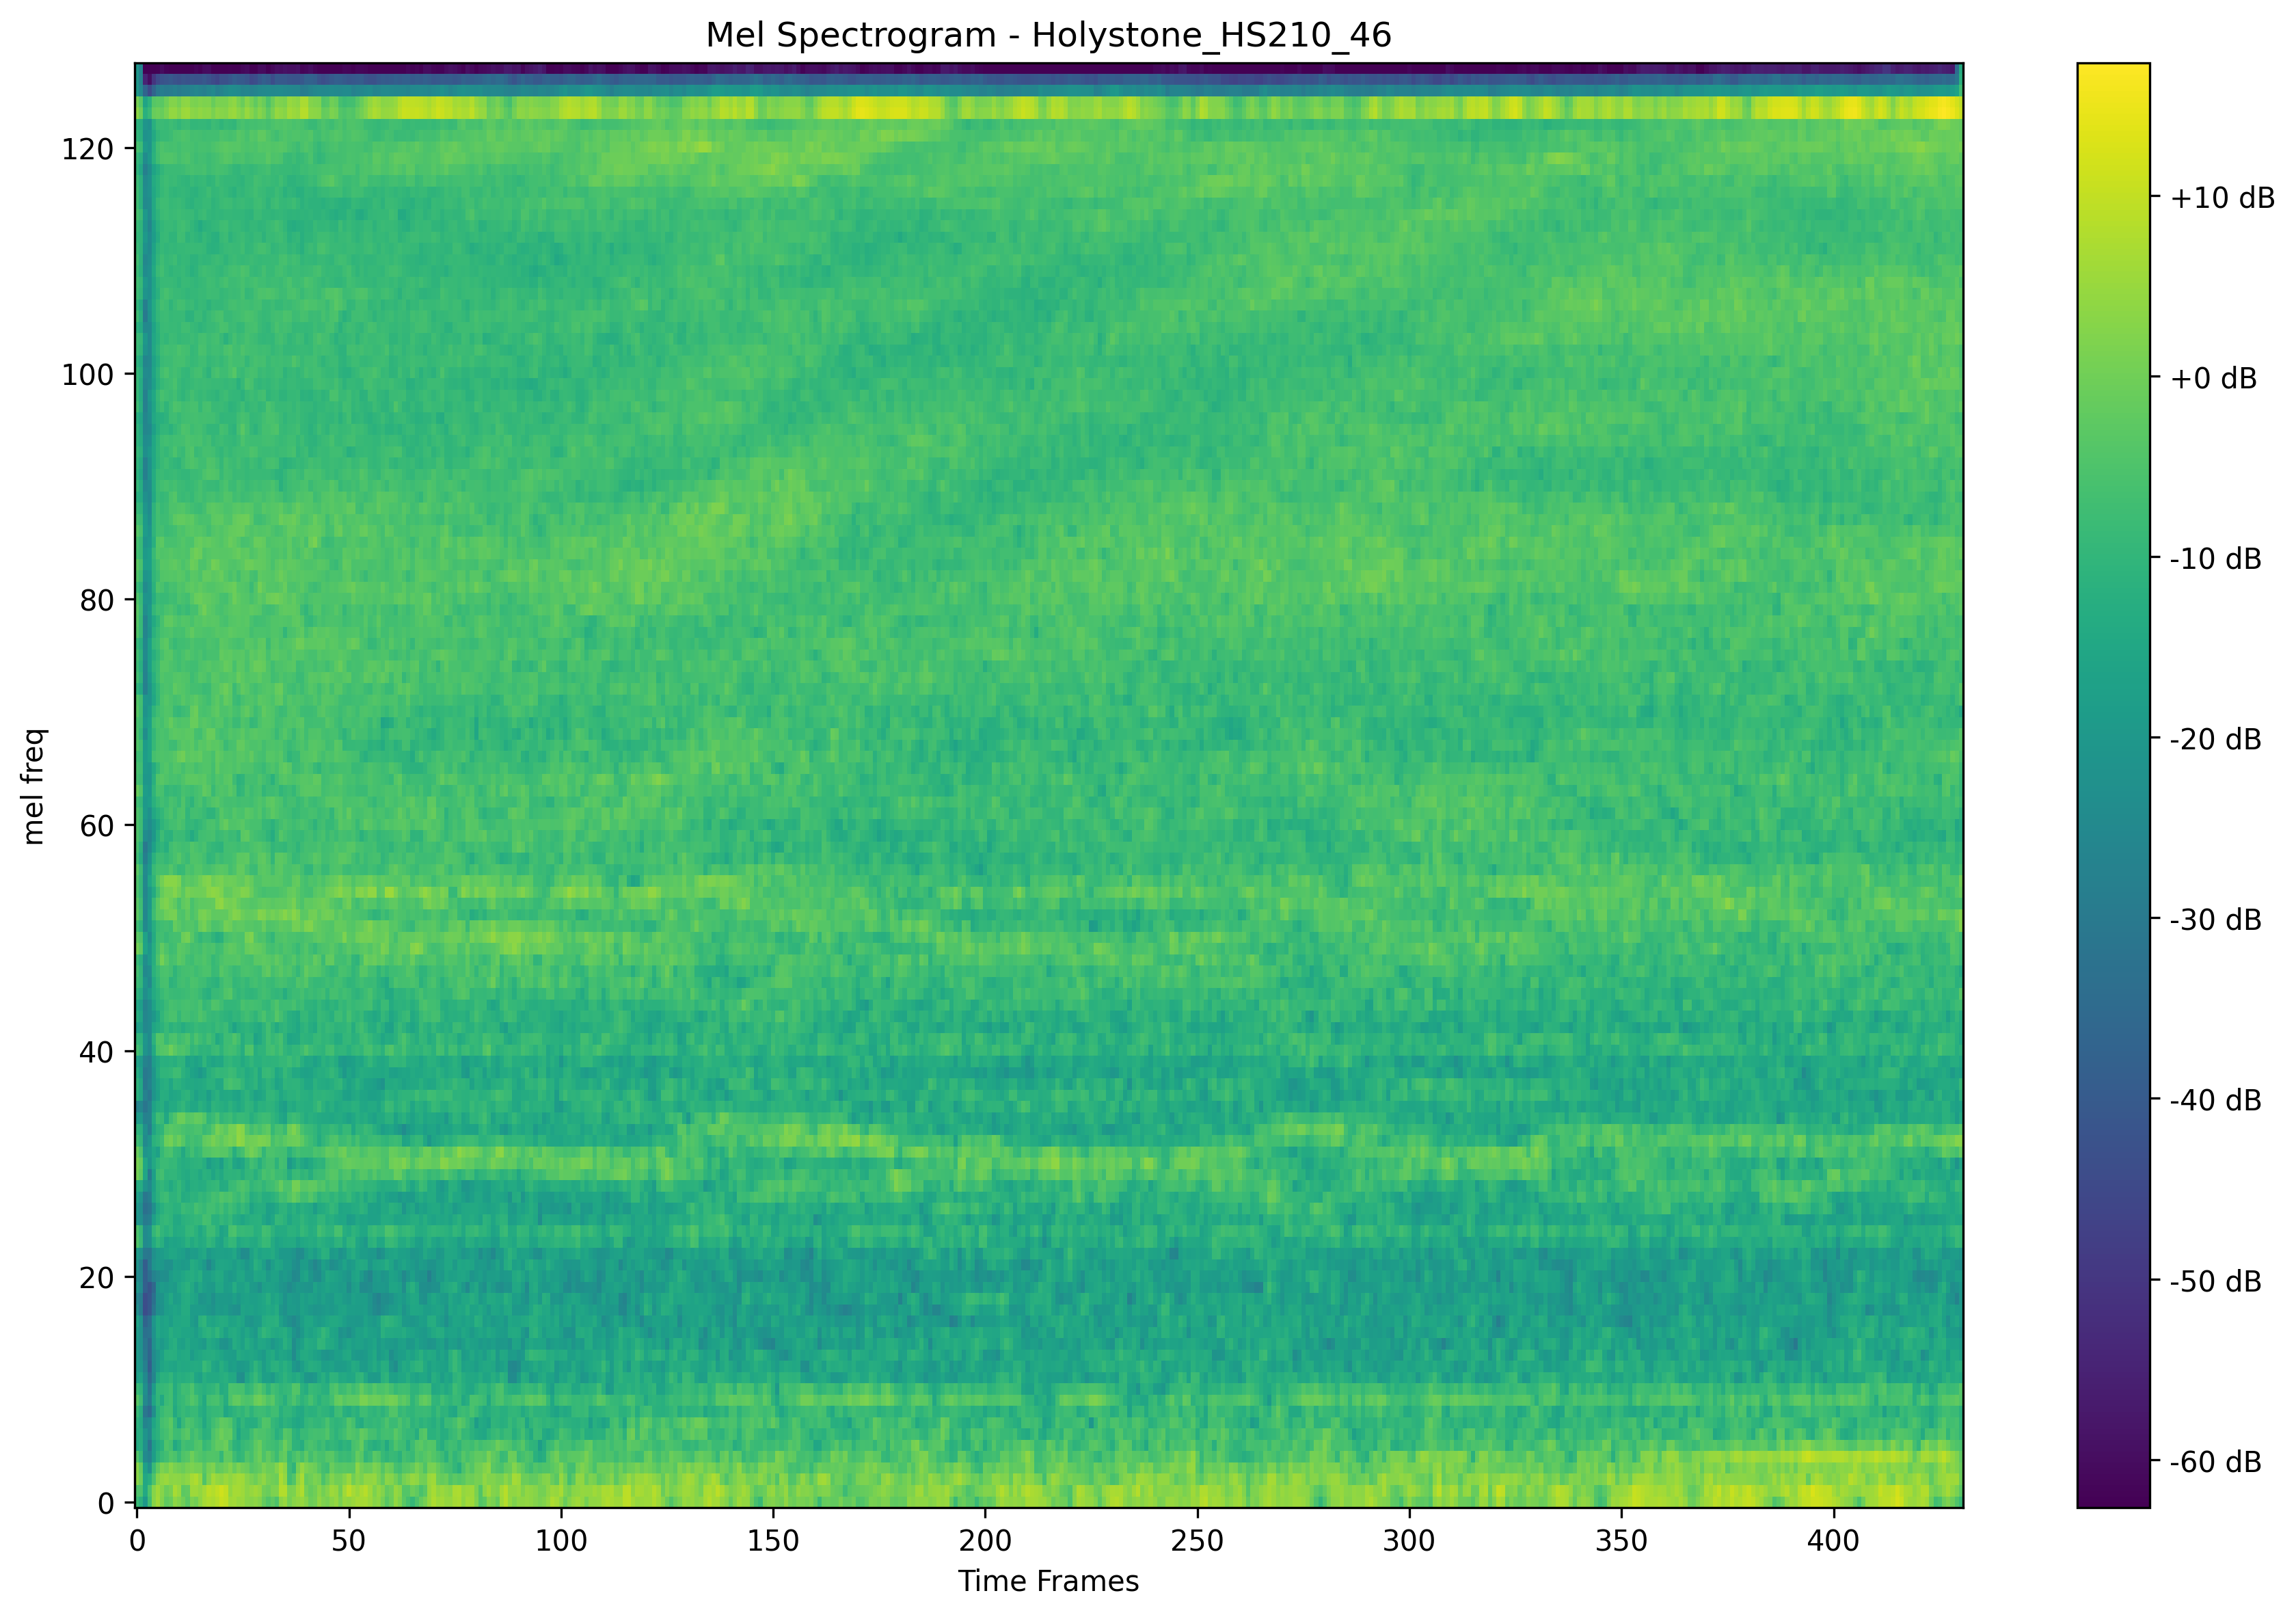 Mel Spectrogram - Holystone_HS210_46
mel freq
120
100
80
60
40
20
0
0 50 100 150 200 250 300 350 400
Time Frames
+10 dB
+0 dB
-10 dB
-20 dB
-30 dB
-40 dB
-50 dB
-60 dB